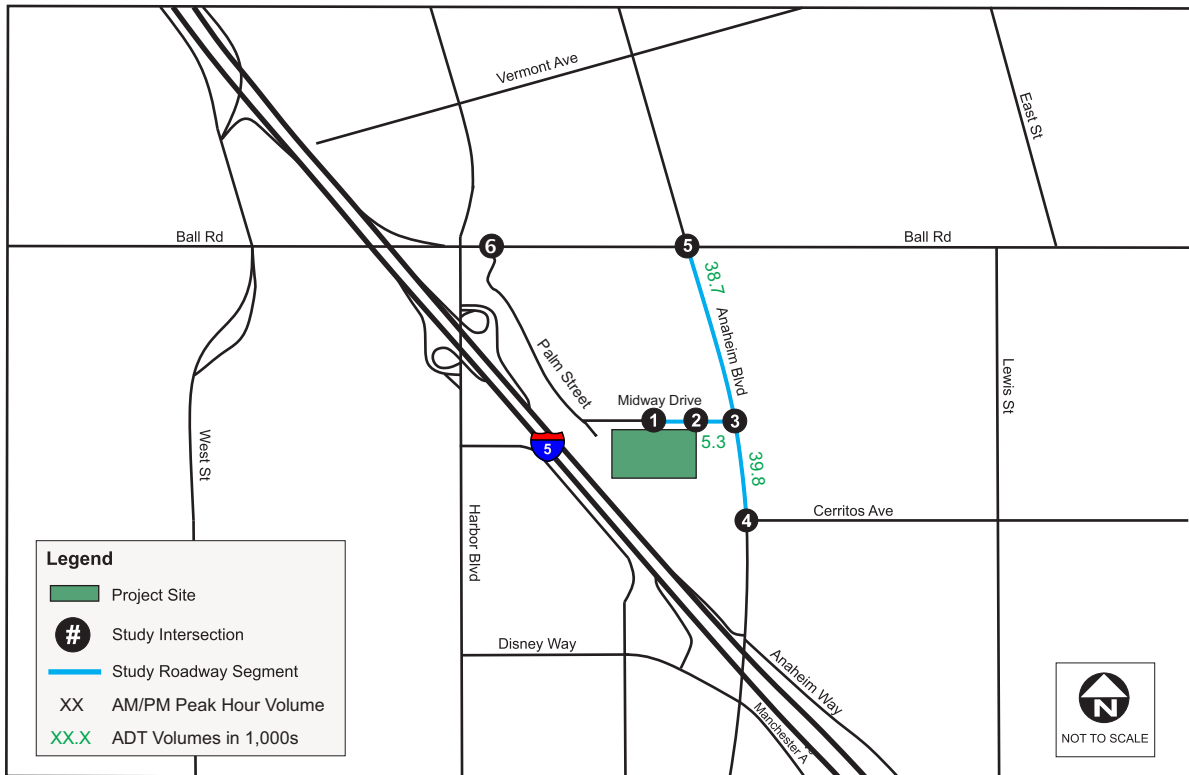 Vermont Ave
East St
Ball Rd
6
5
Ball Rd
38.7
Anaheim Blvd
Palm Street
Midway Drive
1
2
3
5.3
Lewis St
West St
5
39.8
Harbor Blvd
4
Cerritos Ave
Legend
Project Site
# Study Intersection
Study Roadway Segment
XX AM/PM Peak Hour Volume
XX.X ADT Volumes in 1,000s
Disney Way
Anaheim Way
Manchester A
N
NOT TO SCALE